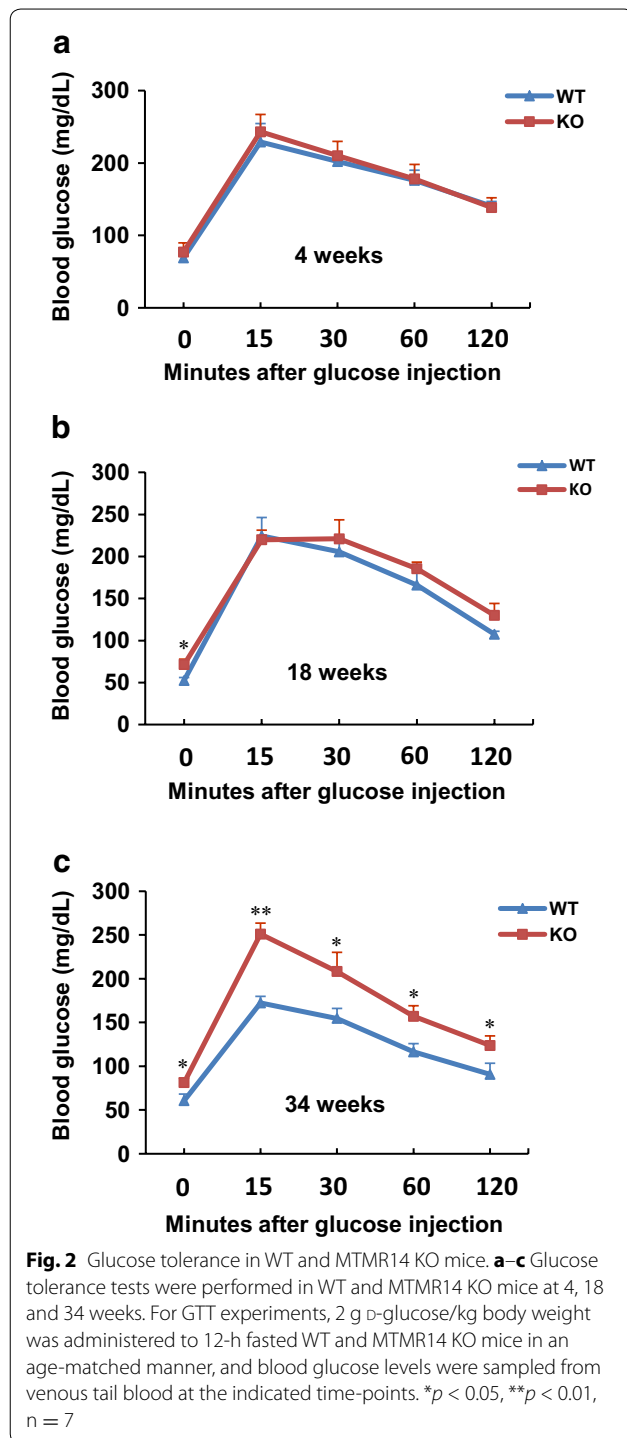 a
WT
KO
Blood glucose (mg/dL)
300
200
100
0
4 weeks
0 15 30 60 120
Minutes after glucose injection
b
WT
KO
Blood glucose (mg/dL)
300
250
200
150
100
50
0
*
18 weeks
0 15 30 60 120
Minutes after glucose injection
c
WT
KO
Blood glucose (mg/dL)
300
250
200
150
100
50
0
* ** * * *
34 weeks
0 15 30 60 120
Minutes after glucose injection
Fig. 2 Glucose tolerance in WT and MTMR14 KO mice. a–c Glucose
tolerance tests were performed in WT and MTMR14 KO mice at 4, 18
and 34 weeks. For GTT experiments, 2 g D-glucose/kg body weight
was administered to 12-h fasted WT and MTMR14 KO mice in an
age-matched manner, and blood glucose levels were sampled from
venous tail blood at the indicated time-points. *p < 0.05, **p < 0.01,
n = 7